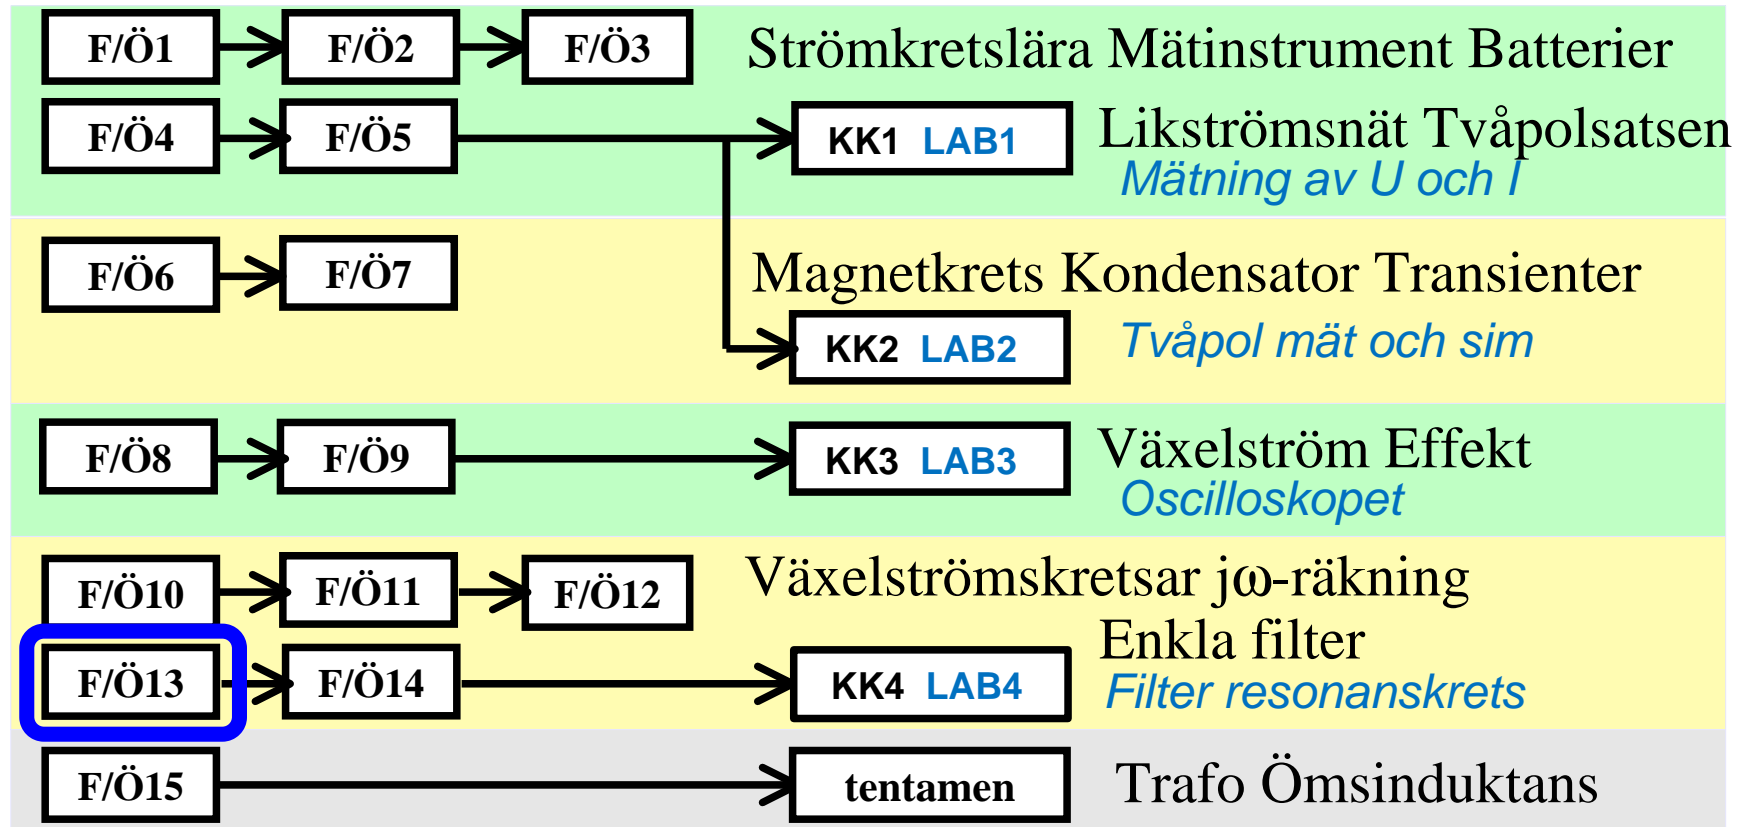 F/Ö1 F/Ö2 F/Ö3 Strömkretslära Mätinstrument Batterier
F/Ö4 F/Ö5 KK1 LAB1 Likströmsnät Tvåpolsatsen
Mätning av U och I
F/Ö6 F/Ö7 Magnetkrets Kondensator Transienter
KK2 LAB2 Tvåpol mät och sim
F/Ö8 F/Ö9 KK3 LAB3 Växelström Effekt
Oscilloskopet
F/Ö10 F/Ö11 F/Ö12 Växelströmskretsar jω-räkning
Enkla filter
F/Ö13 F/Ö14 KK4 LAB4 Filter resonanskrets
F/Ö15 tentamen Trafo Ömsinduktans